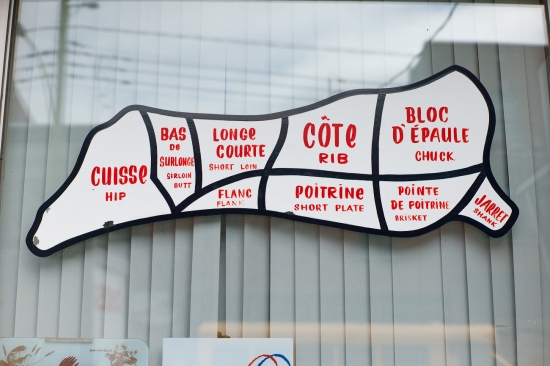 CUISSE
HIP
BAS
DE
SURLONGE
SIRLOIN
BUTT
LONGE
COURTE
SHORT LOIN
FLANC
FLANK
CÔTE
RIB
POITRINE
SHORT PLATE
BLOC
D'ÉPAULE
CHUCK
POINTE
DE POITRINE
BRISKET
JARRET
SHANK